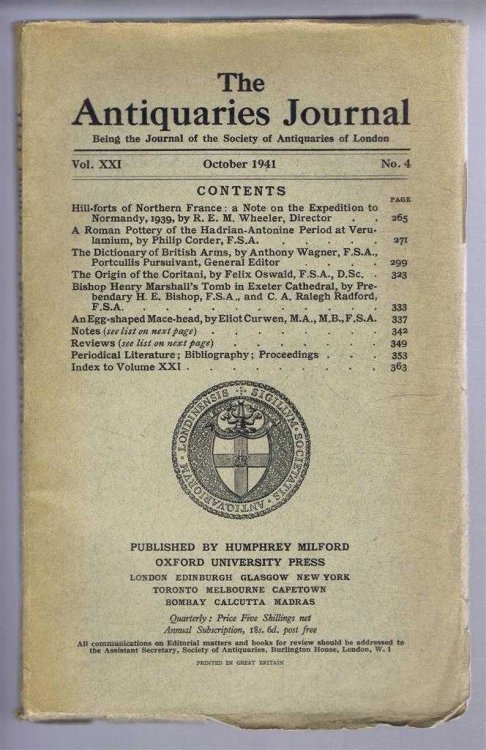 The
Antiquaries Journal
Being the Journal of the Society of Antiquaries of London
Vol. XXI October 1941 No. 4
CONTENTS
PAGE
Hill-forts of Northern France: a Note on the Expedition to
Normandy, 1939, by R. E. M. Wheeler, Director . . 265
A Roman Pottery of the Hadrian-Antonine Period at Veru-
lamium, by Philip Corder, F.S.A. . . . . . 271
The Dictionary of British Arms, by Anthony Wagner, F.S.A.,
Portcullis Pursuivant, General Editor . . . . 299
The Origin of the Coritani, by Felix Oswald, F.S.A., D.Sc. . 323
Bishop Henry Marshall's Tomb in Exeter Cathedral, by Pre-
bendary H. E. Bishop, F.S.A., and C. A. Ralegh Radford,
F.S.A. . . . . . . . . . 333
An Egg-shaped Mace-head, by Eliot Curwen, M.A., M.B., F.S.A. 337
Notes (see list on next page) . . . . . . 342
Reviews (see list on next page) . . . . . . 349
Periodical Literature; Bibliography; Proceedings . . . 353
Index to Volume XXI . . . . . . . 363
SIGILLVM · SOCIETATIS · ANTIQVARIORVM · LONDINENSIS
PUBLISHED BY HUMPHREY MILFORD
OXFORD UNIVERSITY PRESS
LONDON EDINBURGH GLASGOW NEW YORK
TORONTO MELBOURNE CAPETOWN
BOMBAY CALCUTTA MADRAS
Quarterly: Price Five Shillings net
Annual Subscription, 18s. 6d. post free
All communications on Editorial matters and books for review should be addressed to
the Assistant Secretary, Society of Antiquaries, Burlington House, London, W. 1
PRINTED IN GREAT BRITAIN